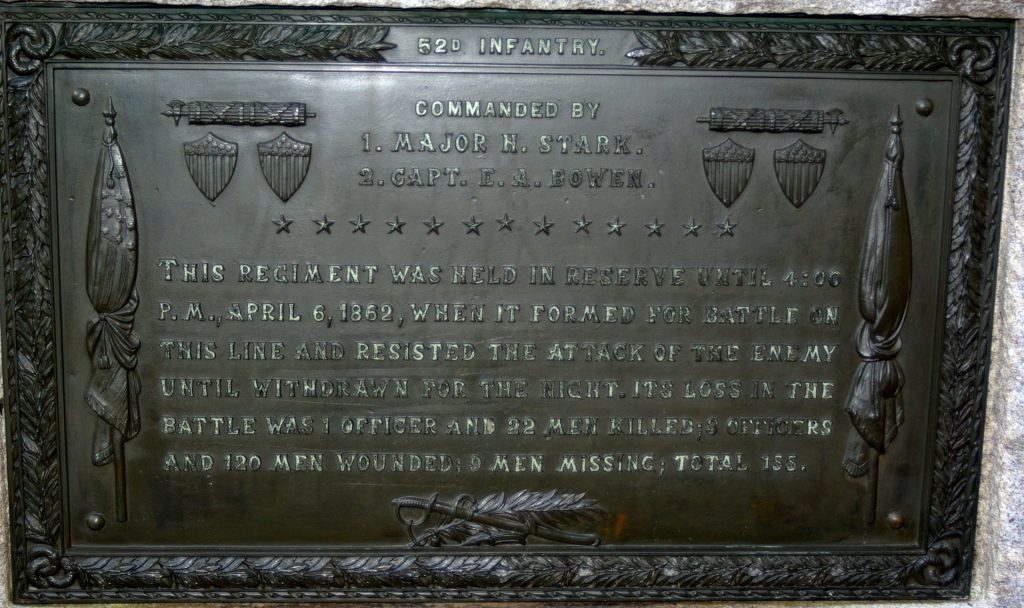 52D INFANTRY.
COMMANDED BY
1. MAJOR H. STARK.
2. CAPT. E. A. BOWEN.
THIS REGIMENT WAS HELD IN RESERVE UNTIL 4:00
P.M., APRIL 6, 1862, WHEN IT FORMED FOR BATTLE ON
THIS LINE AND RESISTED THE ATTACK OF THE ENEMY
UNTIL WITHDRAWN FOR THE NIGHT. ITS LOSS IN THE
BATTLE WAS 1 OFFICER AND 22 MEN KILLED; 3 OFFICERS
AND 120 MEN WOUNDED; 9 MEN MISSING; TOTAL 155.